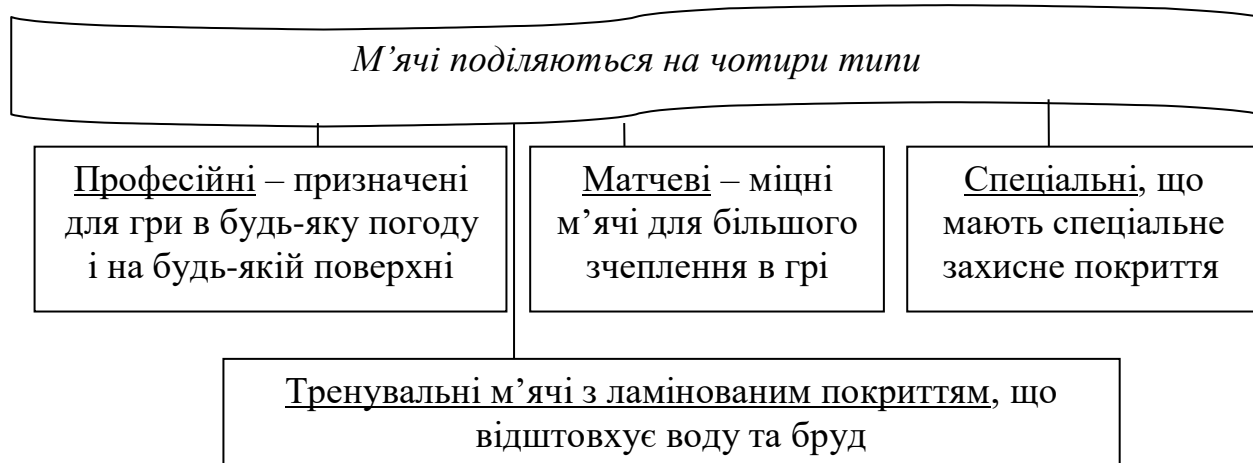 М’ячі поділяються на чотири типи
Професійні – призначені
для гри в будь-яку погоду
і на будь-якій поверхні
Матчеві – міцні
м’ячі для більшого
зчеплення в грі
Спеціальні, що
мають спеціальне
захисне покриття
Тренувальні м’ячі з ламінованим покриттям, що
відштовхує воду та бруд